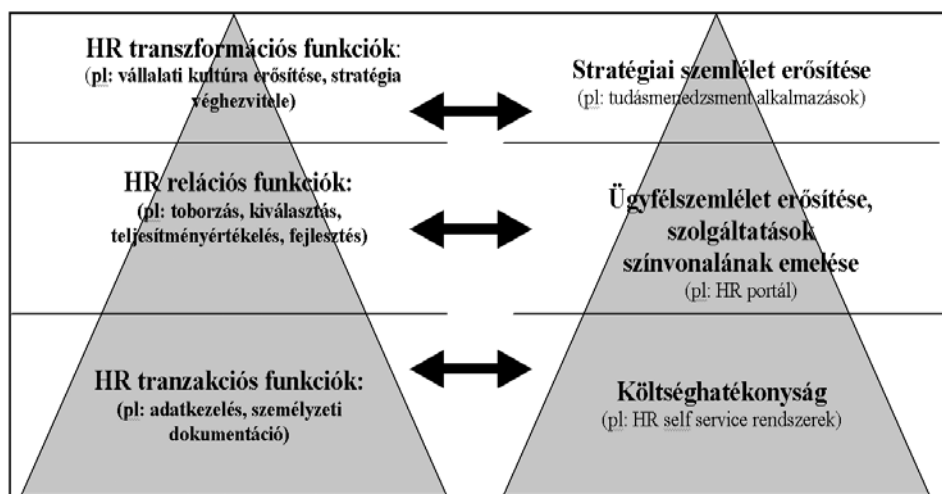 HR transzformációs funkciók:
(pl: vállalati kultúra erősítése, stratégia
véghezvitele)
Stratégiai szemlélet erősítése
(pl: tudásmenedzsment alkalmazások)
HR relációs funkciók:
(pl: toborzás, kiválasztás,
teljesítményértékelés, fejlesztés)
Ügyfélszemlélet erősítése,
szolgáltatások
színvonalának emelése
(pl: HR portál)
HR tranzakciós funkciók:
(pl: adatkezelés, személyzeti
dokumentáció)
Költséghatékonyság
(pl: HR self service rendszerek)